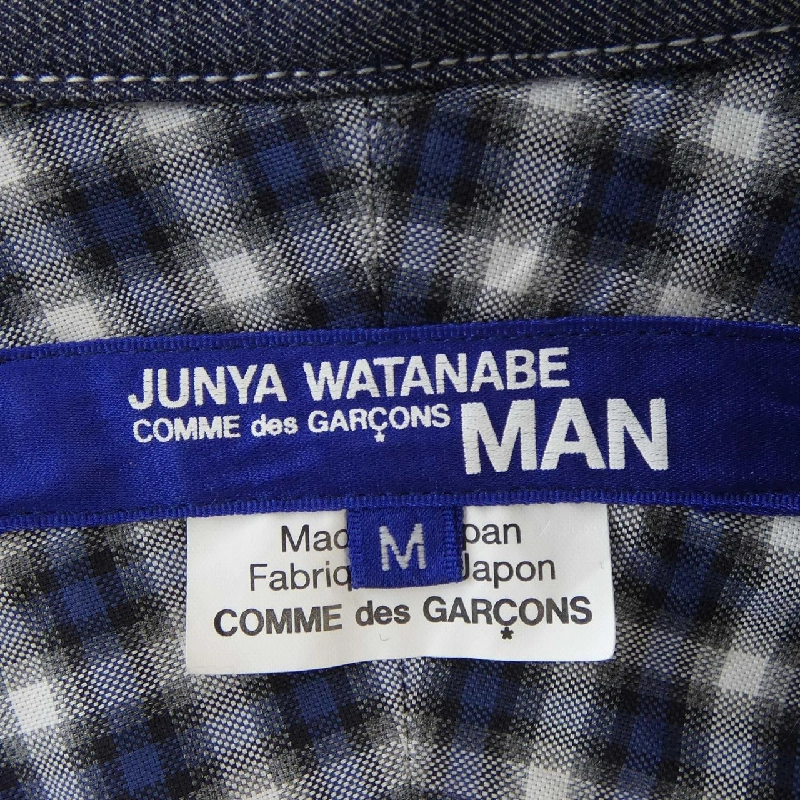 JUNYA WATANABE
COMME des GARÇONS MAN
M
Mac pan
Fabriq Japon
COMME des GARÇONS